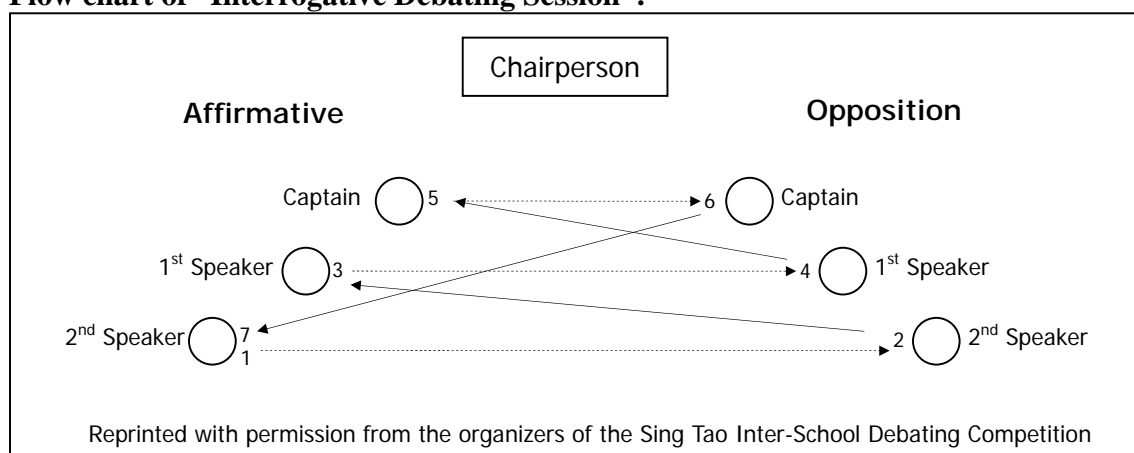 Flow chart of "Interrogative Debating Session":
Chairperson
Affirmative Opposition
Captain 5 6 Captain
1st Speaker 3 4 1st Speaker
2nd Speaker 7 2 2nd Speaker
1
Reprinted with permission from the organizers of the Sing Tao Inter-School Debating Competition